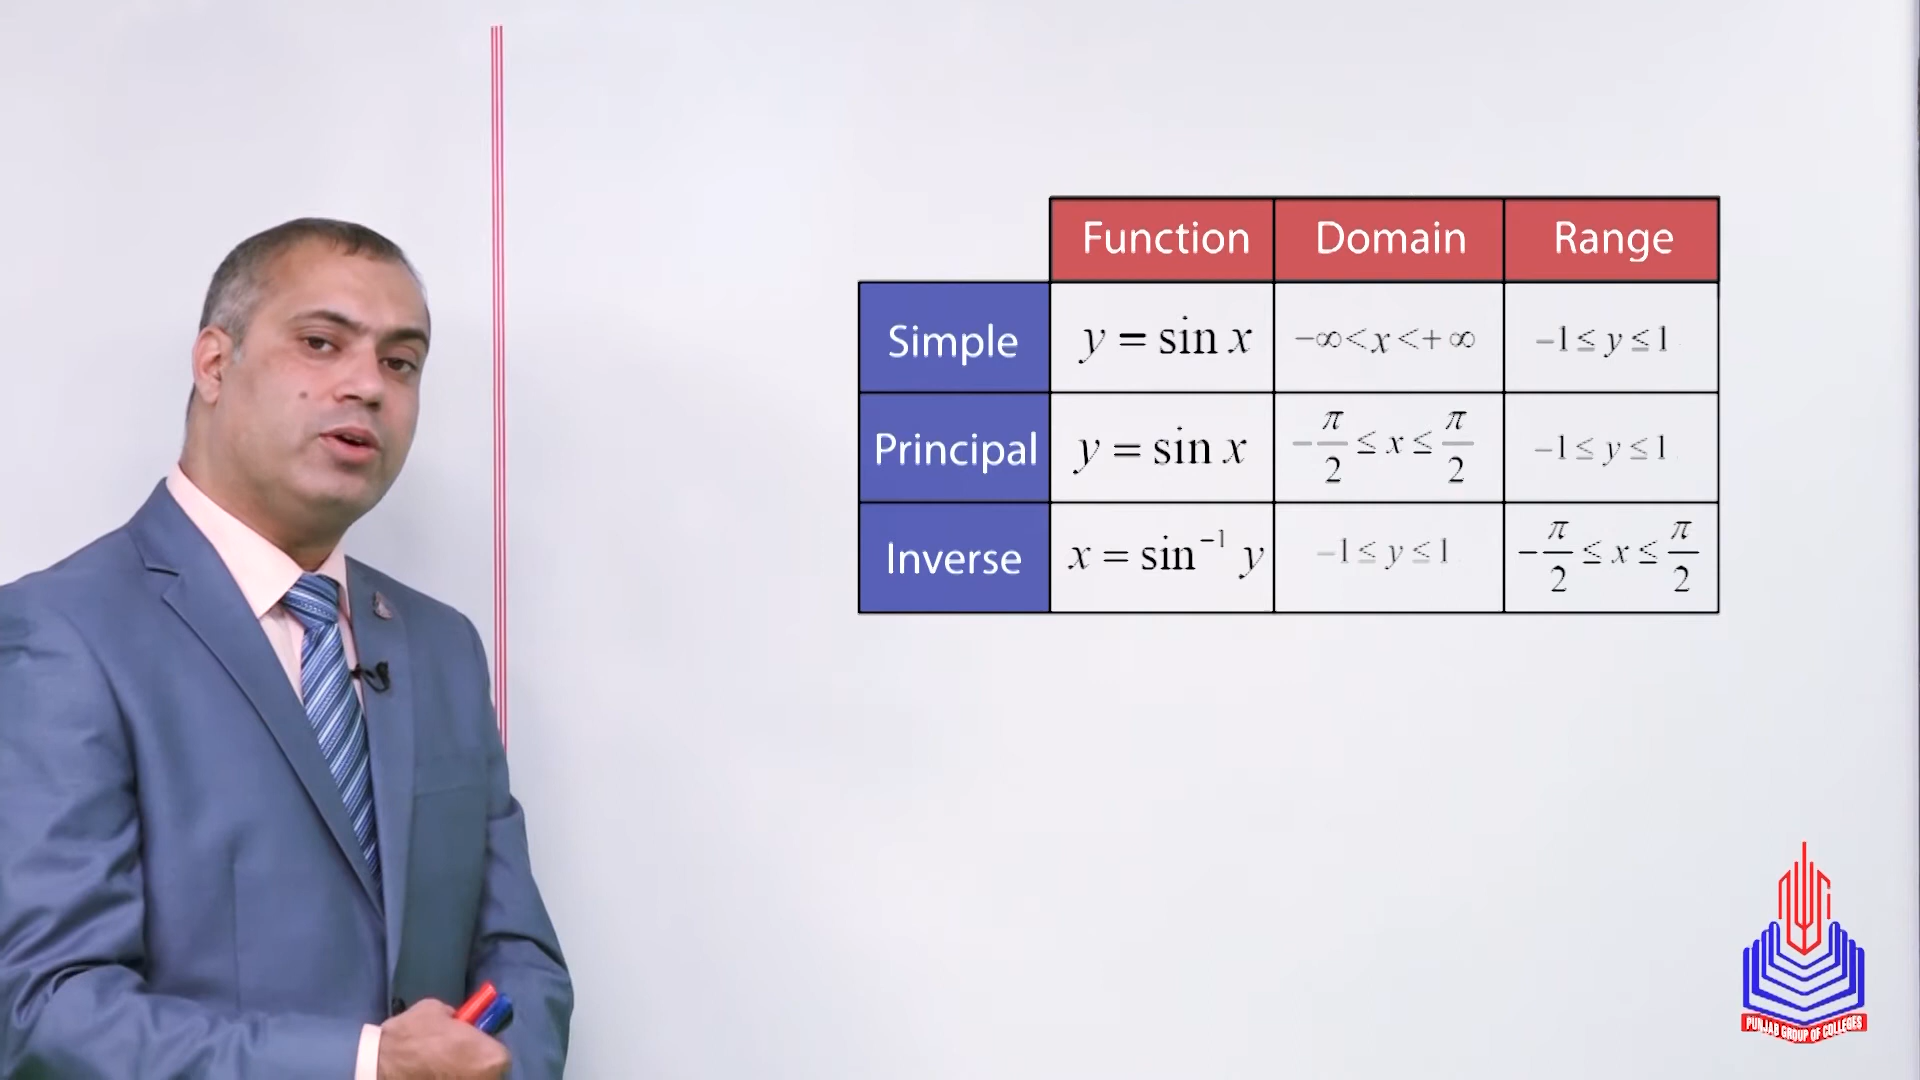 Function Domain Range
Simple y = sin x −∞<x<+∞ −1≤y≤1
Principal y = sin x −π/2 ≤ x ≤ π/2 −1≤y≤1
Inverse x = sin⁻¹ y −1≤y≤1 −π/2 ≤ x ≤ π/2
PUNJAB GROUP OF COLLEGES